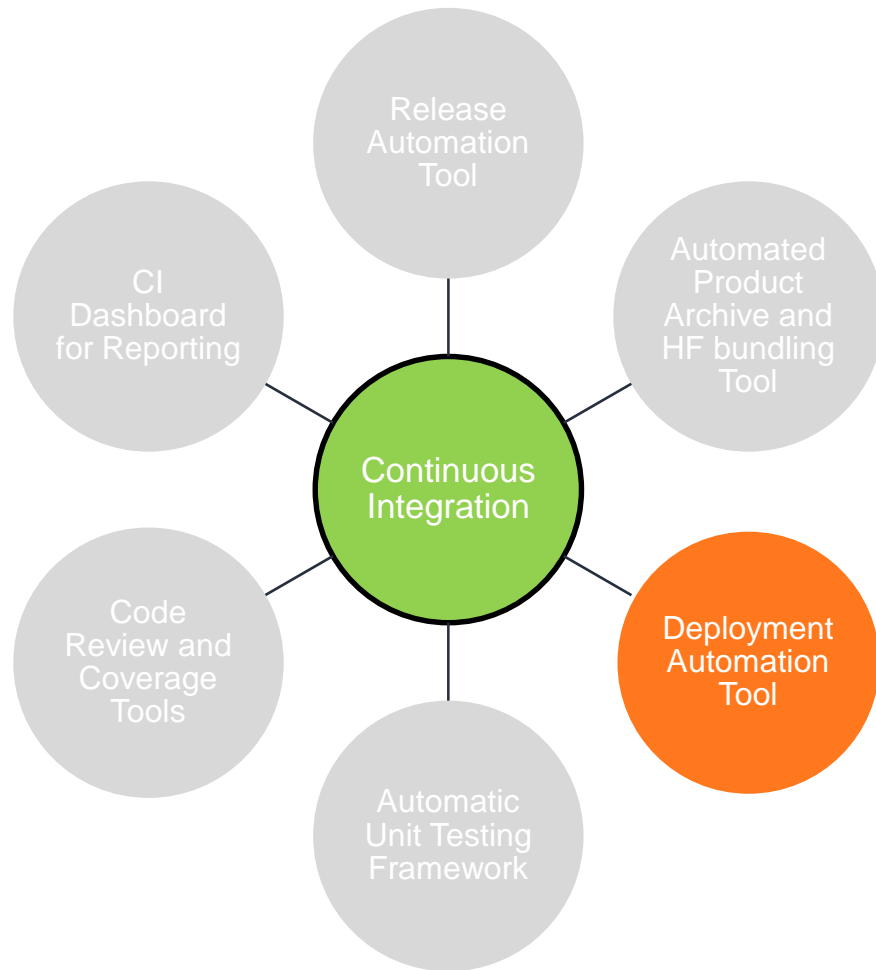 Release
Automation
Tool
Automated
Product
Archive and
HF bundling
Tool
CI
Dashboard
for Reporting
Continuous
Integration
Deployment
Automation
Tool
Code
Review and
Coverage
Tools
Automatic
Unit Testing
Framework